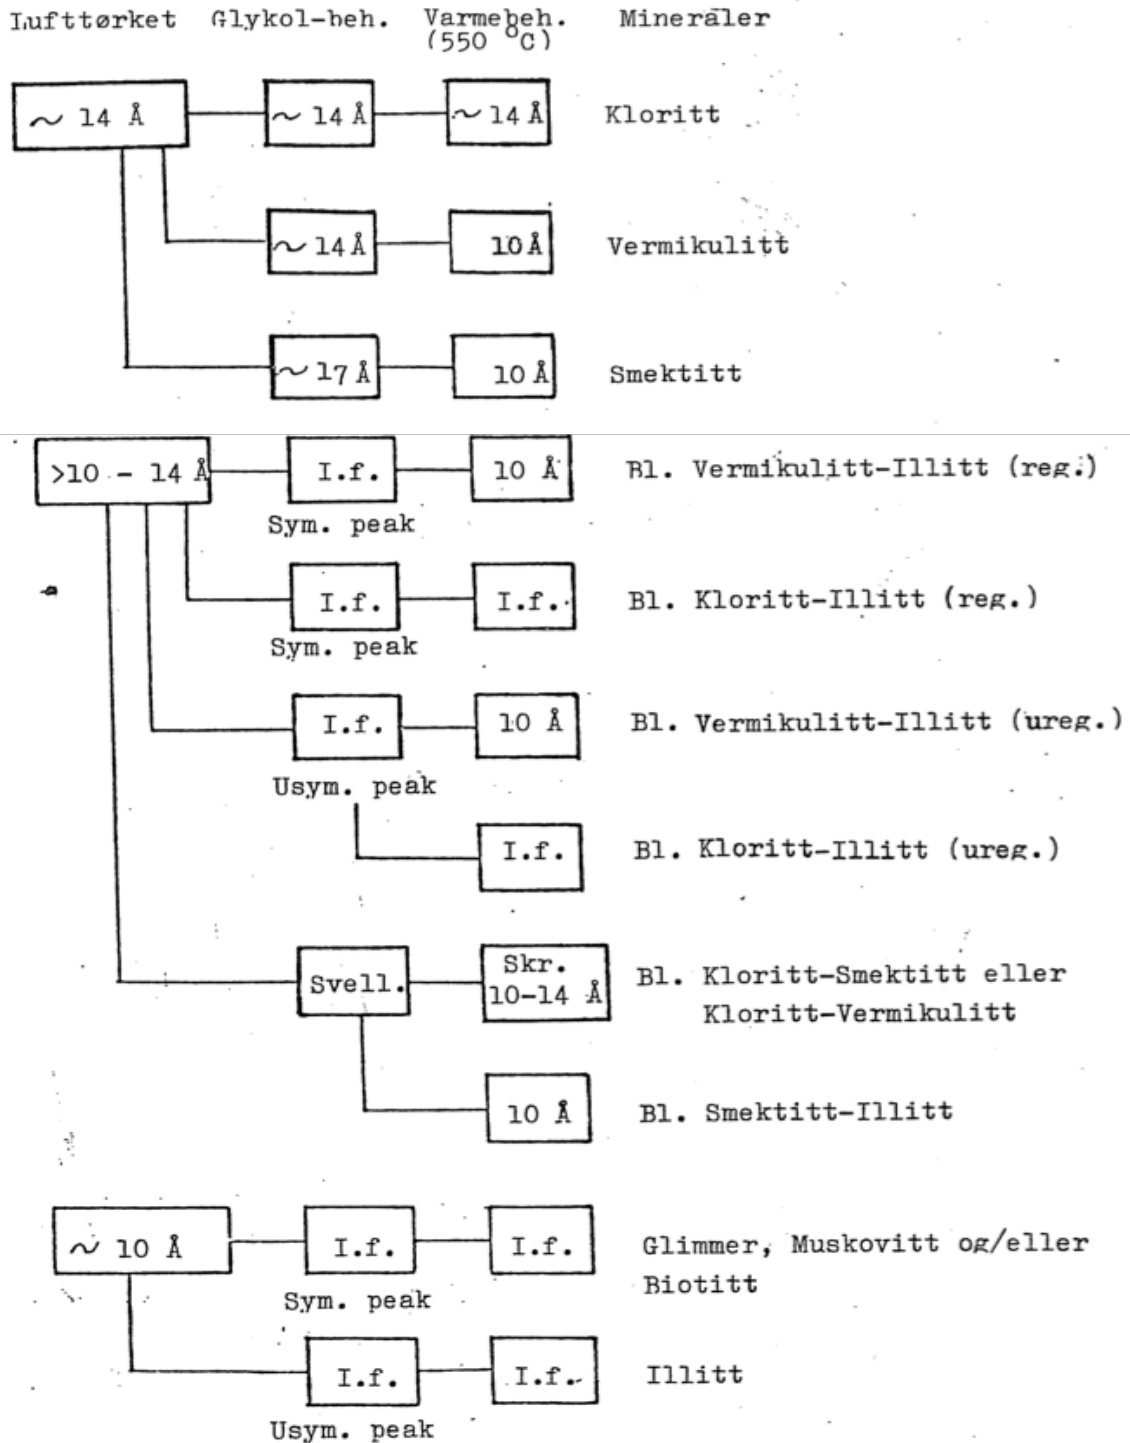 Lufttørket Glykol-beh. Varmebeh. Mineraler
(550 °C)
~ 14 Å ~ 14 Å ~ 14 Å Kloritt
~ 14 Å 10 Å Vermikulitt
~ 17 Å 10 Å Smektitt
>10 - 14 Å I.f. 10 Å Bl. Vermikulitt-Illitt (reg.)
Sym. peak
I.f. I.f. Bl. Kloritt-Illitt (reg.)
Sym. peak
I.f. 10 Å Bl. Vermikulitt-Illitt (ureg.)
Usym. peak
I.f. Bl. Kloritt-Illitt (ureg.)
Svell. Skr. 
10-14 Å Bl. Kloritt-Smektitt eller
Kloritt-Vermikulitt
10 Å Bl. Smektitt-Illitt
~ 10 Å I.f. I.f. Glimmer, Muskovitt og/eller
Biotitt
Sym. peak
I.f. I.f. Illitt
Usym. peak